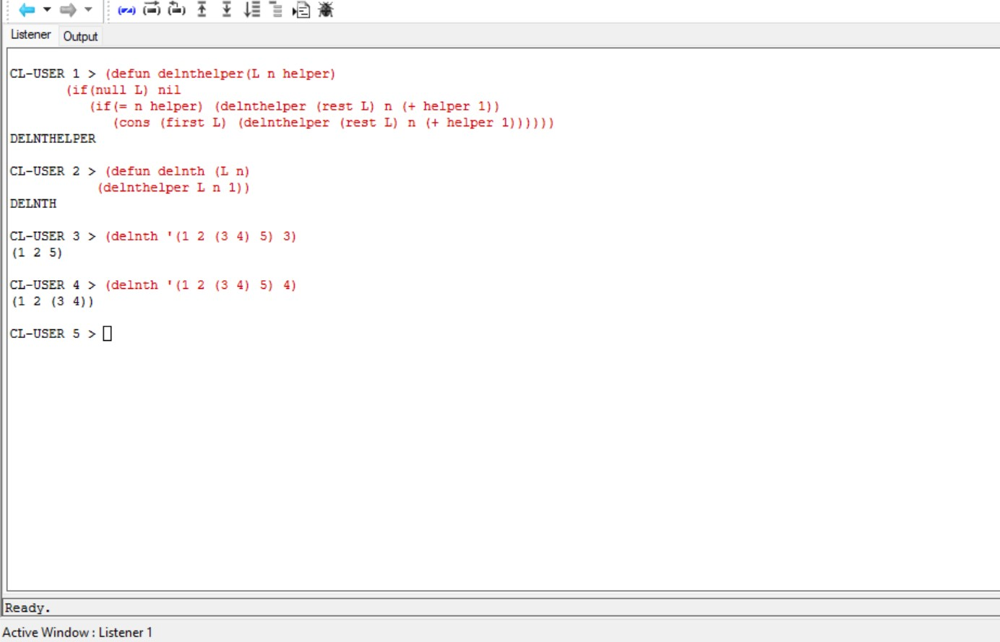 Listener Output
CL-USER 1 > (defun delnthelper(L n helper)
(if(null L) nil
(if(= n helper) (delnthelper (rest L) n (+ helper 1))
(cons (first L) (delnthelper (rest L) n (+ helper 1))))))
DELNTHELPER
CL-USER 2 > (defun delnth (L n)
(delnthelper L n 1))
DELNTH
CL-USER 3 > (delnth '(1 2 (3 4) 5) 3)
(1 2 5)
CL-USER 4 > (delnth '(1 2 (3 4) 5) 4)
(1 2 (3 4))
CL-USER 5 >
Ready.
Active Window : Listener 1